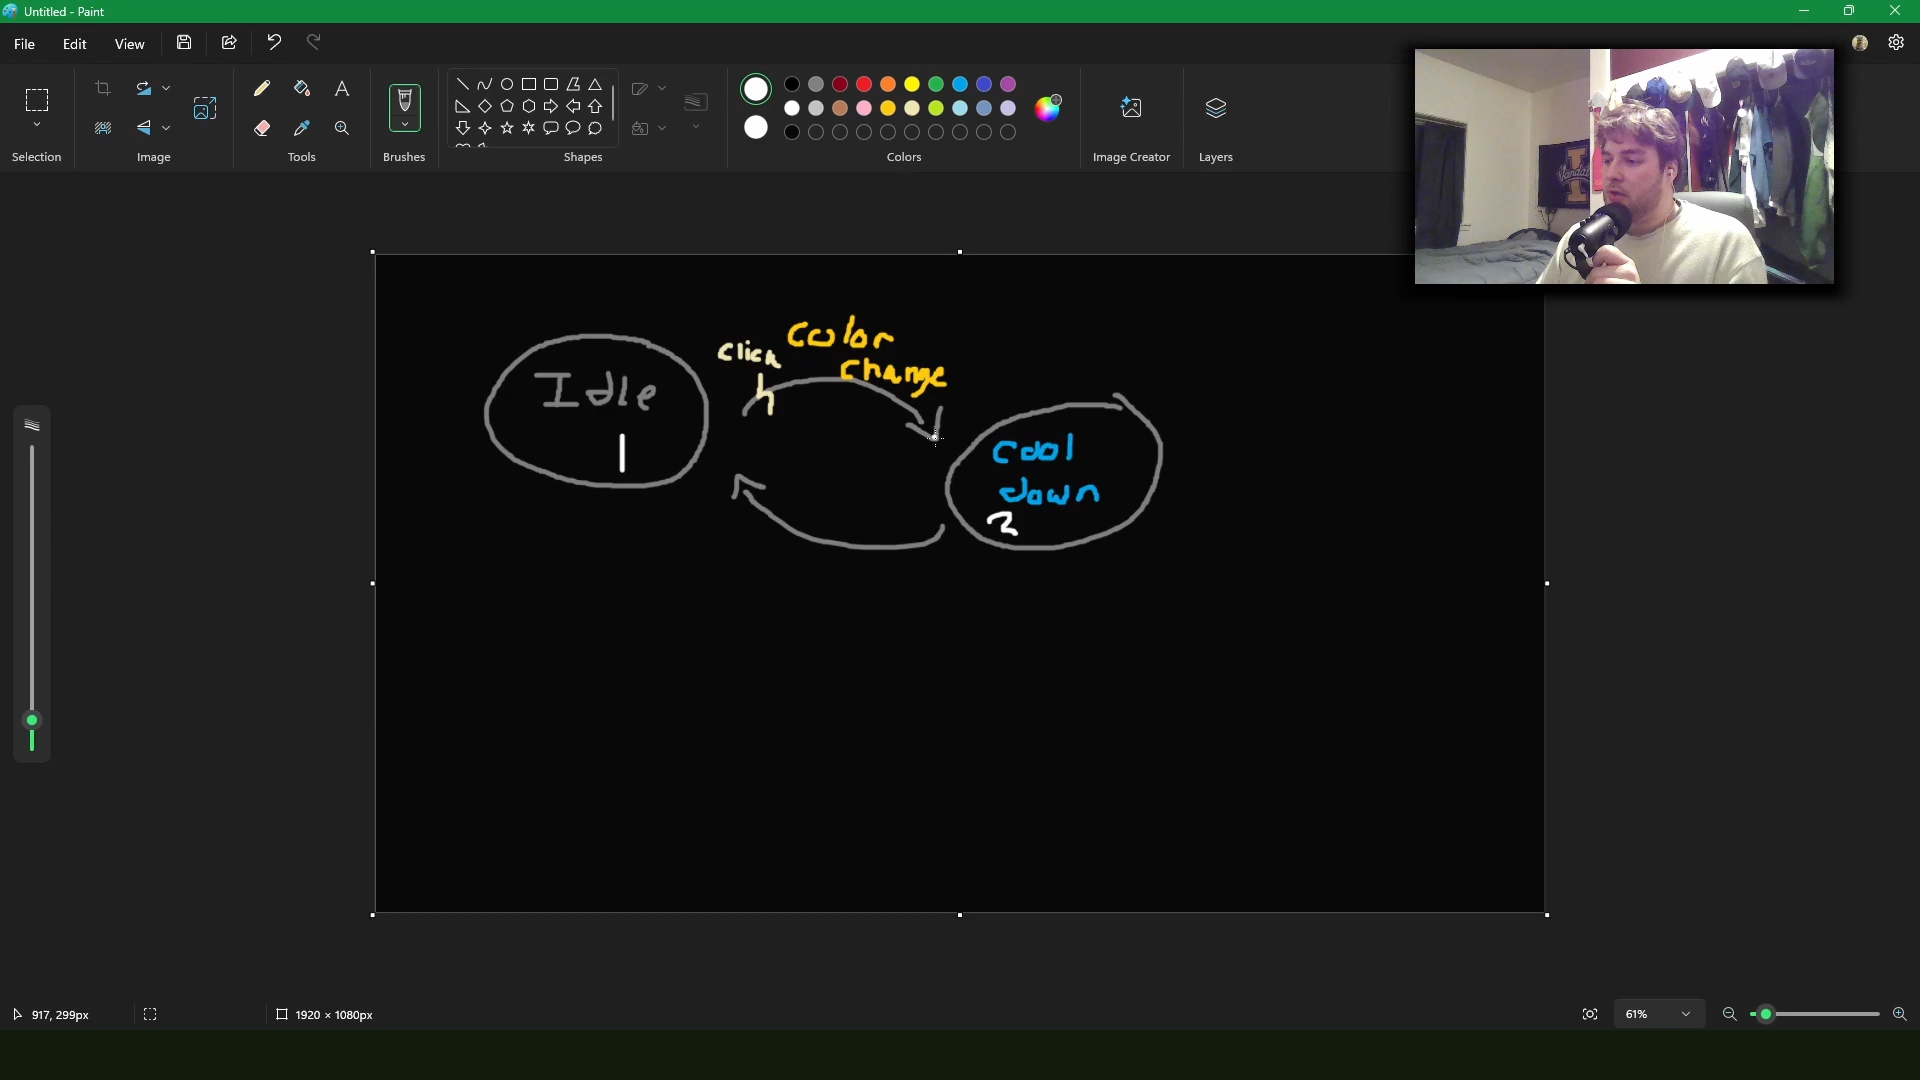 Untitled - Paint
File Edit View
Selection
Image
Tools
Brushes
Shapes
Colors
Image Creator
Layers
Vandals
I
click
color
change
Idle
1
cool
down
2
917, 299px
1920 × 1080px
61%